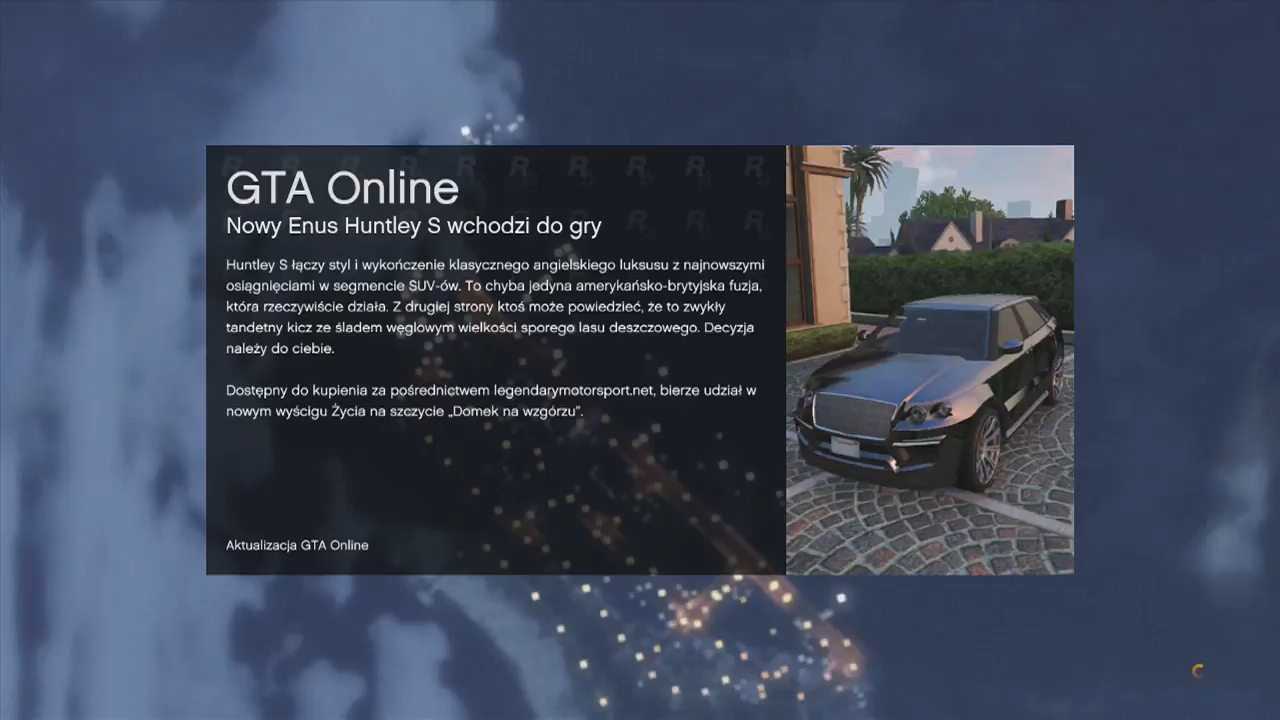 GTA Online
Nowy Enus Huntley S wchodzi do gry
Huntley S łączy styl i wykończenie klasycznego angielskiego luksusu z najnowszymi
osiągnięciami w segmencie SUV-ów. To chyba jedyna amerykańsko-brytyjska fuzja,
która rzeczywiście działa. Z drugiej strony ktoś może powiedzieć, że to zwykły
tandetny kicz ze śladem węglowym wielkości sporego lasu deszczowego. Decyzja
należy do ciebie.
Dostępny do kupienia za pośrednictwem legendarymotorsport.net, bierze udział w
nowym wyścigu Życia na szczycie „Domek na wzgórzu”.
Aktualizacja GTA Online